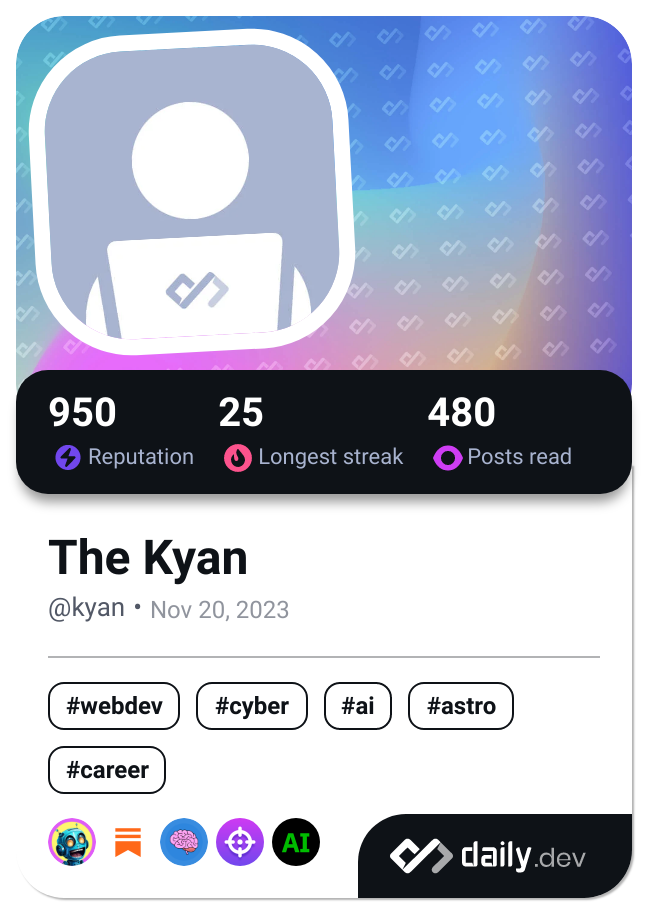 950 25 480
Reputation Longest streak Posts read
The Kyan
@kyan • Nov 20, 2023
#webdev #cyber #ai #astro
#career
AI
daily.dev